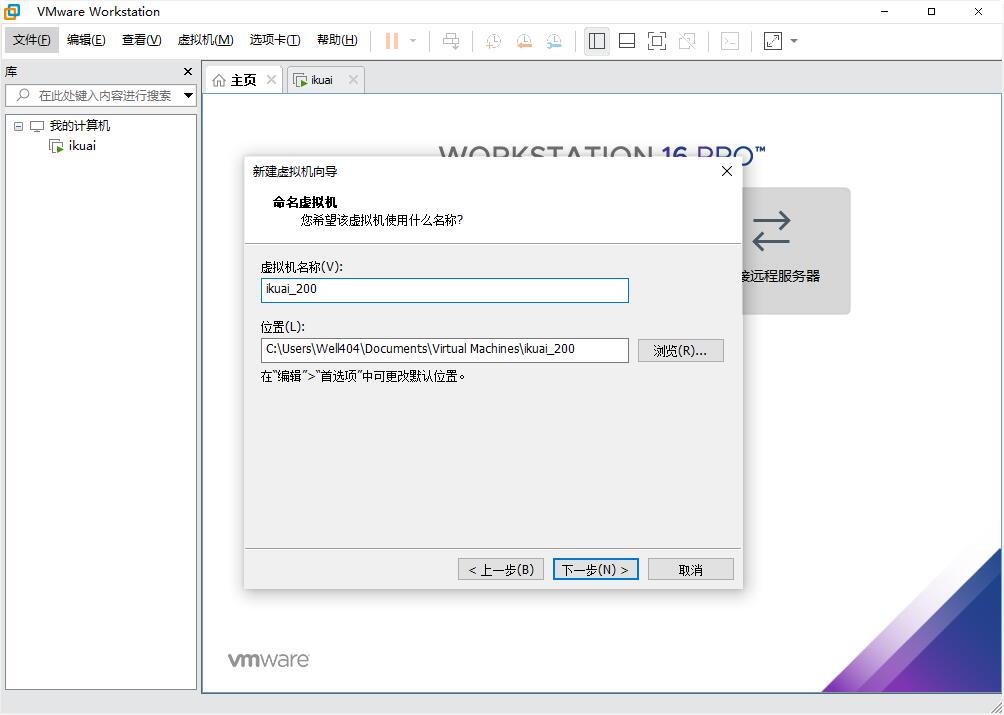 VMware Workstation
文件(F) 编辑(E) 查看(V) 虚拟机(M) 选项卡(T) 帮助(H)
库
在此处键入内容进行搜索
我的计算机
ikuai
主页 ikuai
WORKSTATION 16 PRO™
接远程服务器
新建虚拟机向导
命名虚拟机
您希望该虚拟机使用什么名称?
虚拟机名称(V):
ikuai_200
位置(L):
C:\Users\Well404\Documents\Virtual Machines\ikuai_200
浏览(R)...
在“编辑”>“首选项”中可更改默认位置。
< 上一步(B) 下一步(N) > 取消
vmware